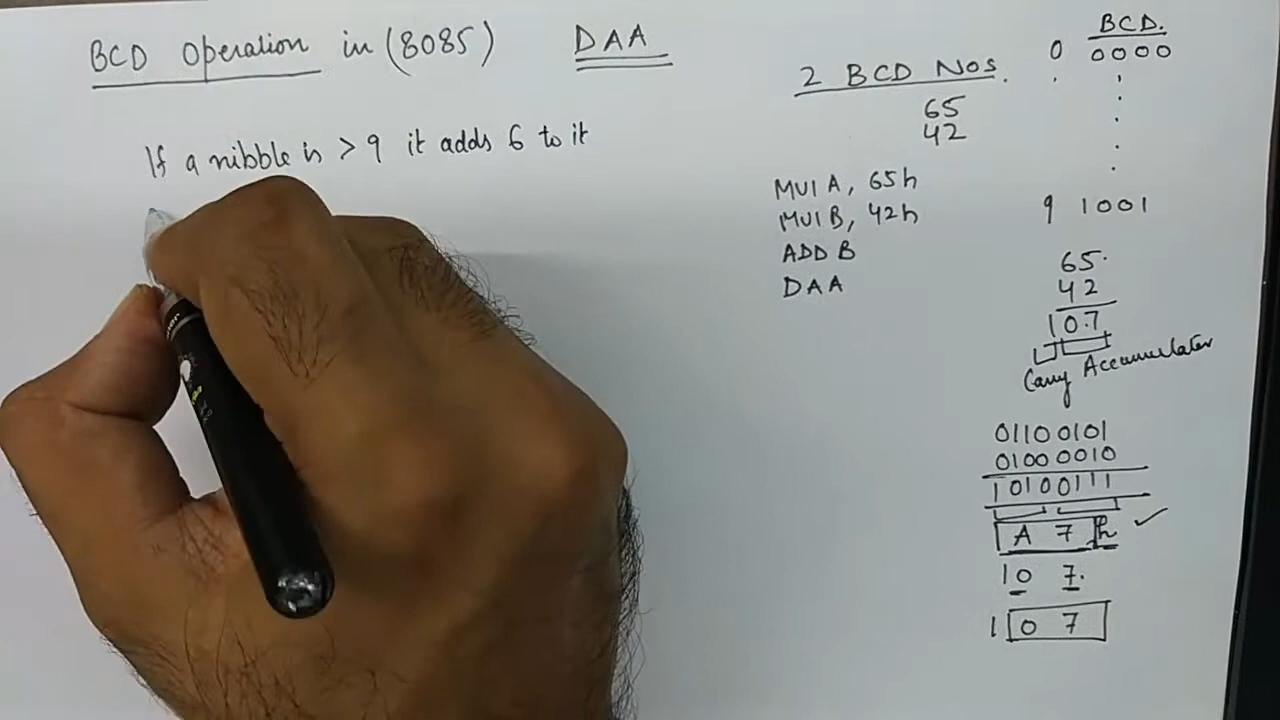 BCD Operation in (8085) DAA
If a nibble is > 9 it adds 6 to it
2 BCD Nos.
65
42
MVI A, 65h
MVI B, 42h
ADD B
DAA
BCD.
0 0000
9 1001
65.
42
10.7
Carry Accumulator
01100101
01000010
10100111
A 7 h ✓
10 7.
1 0 7